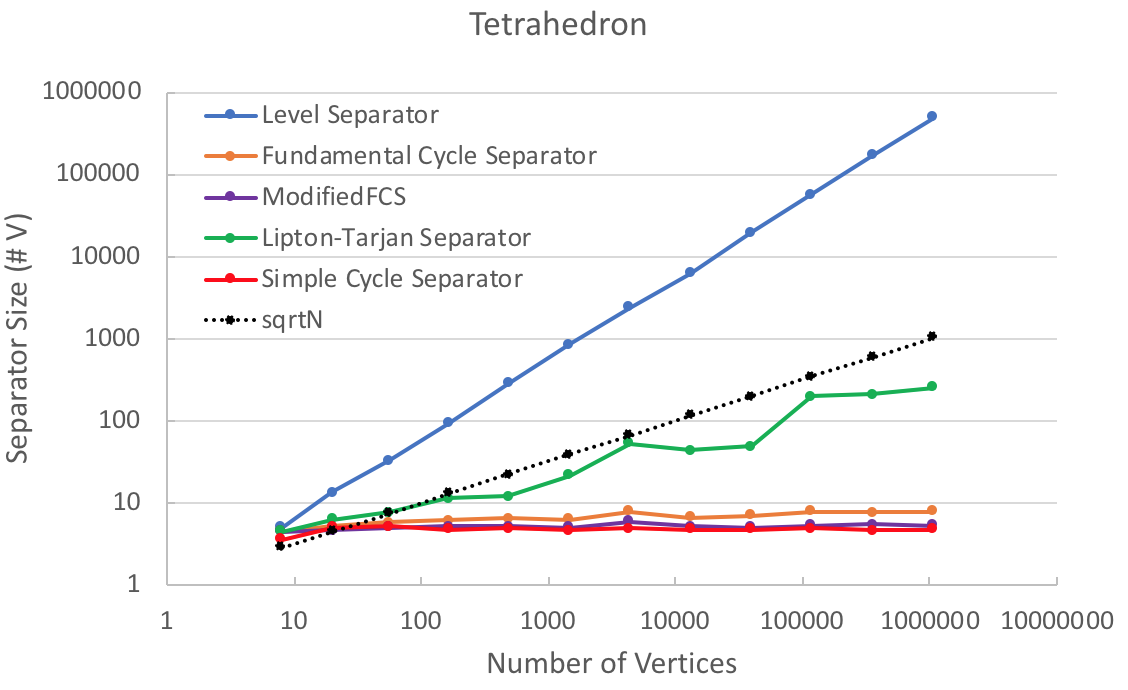 Tetrahedron
1000000
100000
10000
1000
100
10
1
Separator Size (# V)
Level Separator
Fundamental Cycle Separator
ModifiedFCS
Lipton-Tarjan Separator
Simple Cycle Separator
sqrtN
1 10 100 1000 10000 100000 1000000 10000000
Number of Vertices